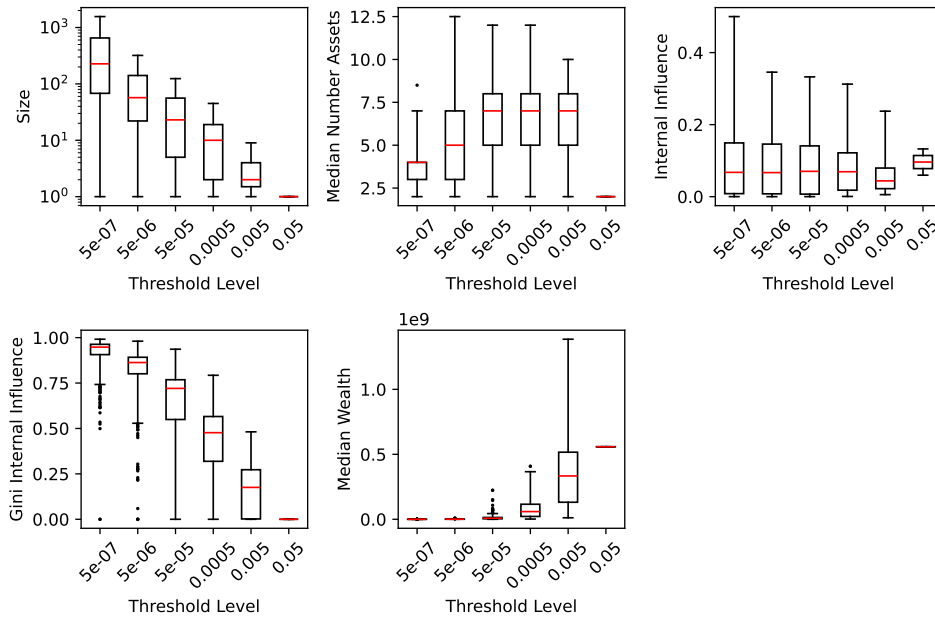 Size
10³
10²
10¹
10⁰
5e-07
5e-06
5e-05
0.0005
0.005
0.05
Threshold Level
Median Number Assets
12.5
10.0
7.5
5.0
2.5
5e-07
5e-06
5e-05
0.0005
0.005
0.05
Threshold Level
Internal Influence
0.4
0.2
0.0
5e-07
5e-06
5e-05
0.0005
0.005
0.05
Threshold Level
Gini Internal Influence
1.00
0.75
0.50
0.25
0.00
5e-07
5e-06
5e-05
0.0005
0.005
0.05
Threshold Level
1e9
Median Wealth
1.0
0.5
0.0
5e-07
5e-06
5e-05
0.0005
0.005
0.05
Threshold Level